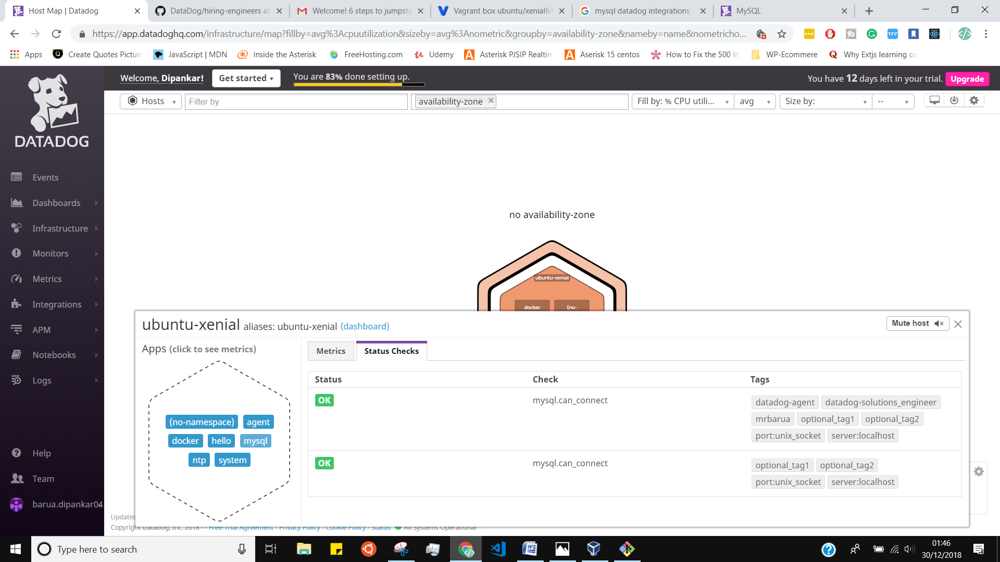 Host Map | Datadog
DataDog/hiring-engineers at
Welcome! 6 steps to jumpsta
Vagrant box ubuntu/xenial64
mysql datadog integrations -
MySQL
https://app.datadoghq.com/infrastructure/map?fillby=avg%3Acpuutilization&sizeby=avg%3Anometric&groupby=availability-zone&nameby=name&nometricho...
Apps
Create Quotes Picture
JavaScript | MDN
Inside the Asterisk
FreeHosting.com
Udemy
Asterisk PJSIP Realtim
Aserisk 15 centos
How to Fix the 500 In
WP-Ecommerce
Why Extjs learning cu
Welcome, Dipankar!
Get started
You are 83% done setting up.
You have 12 days left in your trial.
Upgrade
DATADOG
Hosts
Filter by
availability-zone
Fill by: % CPU utili...
avg
Size by:
--
Events
Dashboards
Infrastructure
Monitors
Metrics
Integrations
APM
Notebooks
Logs
Help
Team
barua.dipankar04
no availability-zone
ubuntu-xenial
docker
(no-
ubuntu-xenial aliases: ubuntu-xenial (dashboard)
Mute host
Apps (click to see metrics)
(no-namespace) agent
docker hello mysql
ntp system
Metrics
Status Checks
Status Check Tags
OK mysql.can_connect datadog-agent datadog-solutions_engineer
mrbarua optional_tag1 optional_tag2
port:unix_socket server:localhost
OK mysql.can_connect optional_tag1 optional_tag2
port:unix_socket server:localhost
Updated
Copyright Datadog, Inc. 2018 - - Free-Trial Agreement - Privacy Policy - Cookie Policy - Status All Systems Operational
Type here to search
01:46
30/12/2018